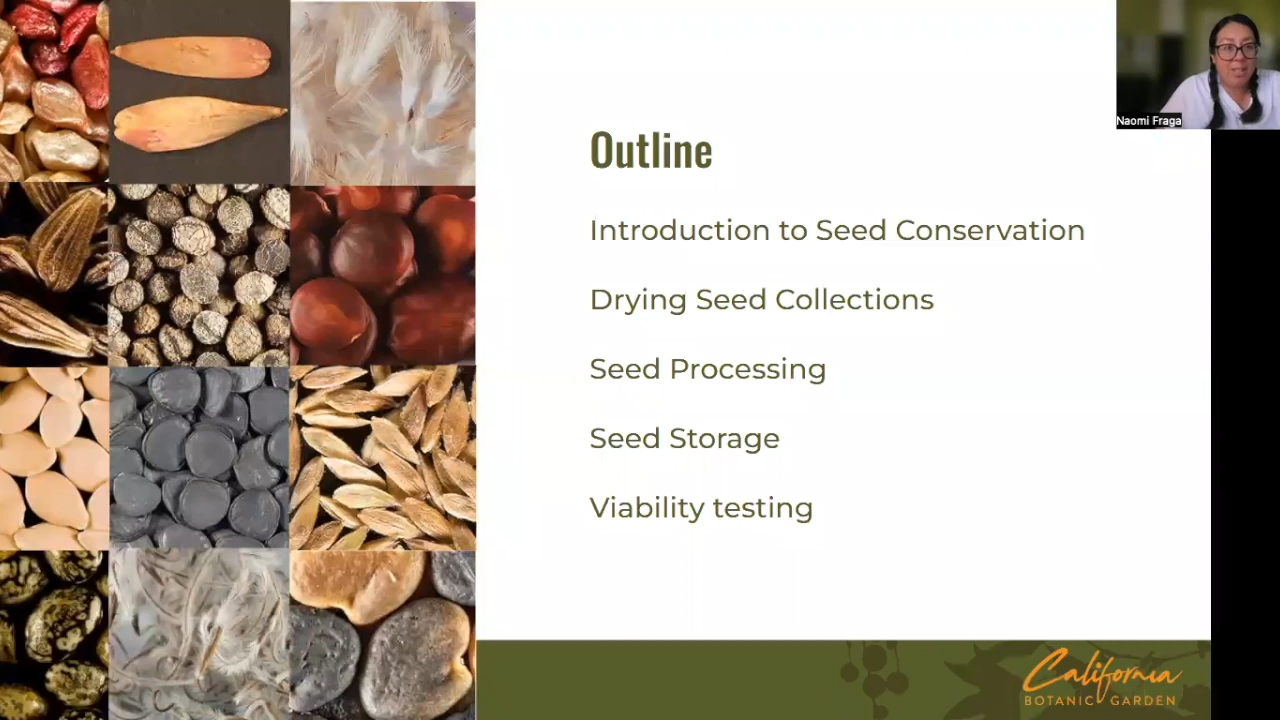 Naomi Fraga
Outline
Introduction to Seed Conservation
Drying Seed Collections
Seed Processing
Seed Storage
Viability testing
California
BOTANIC GARDEN